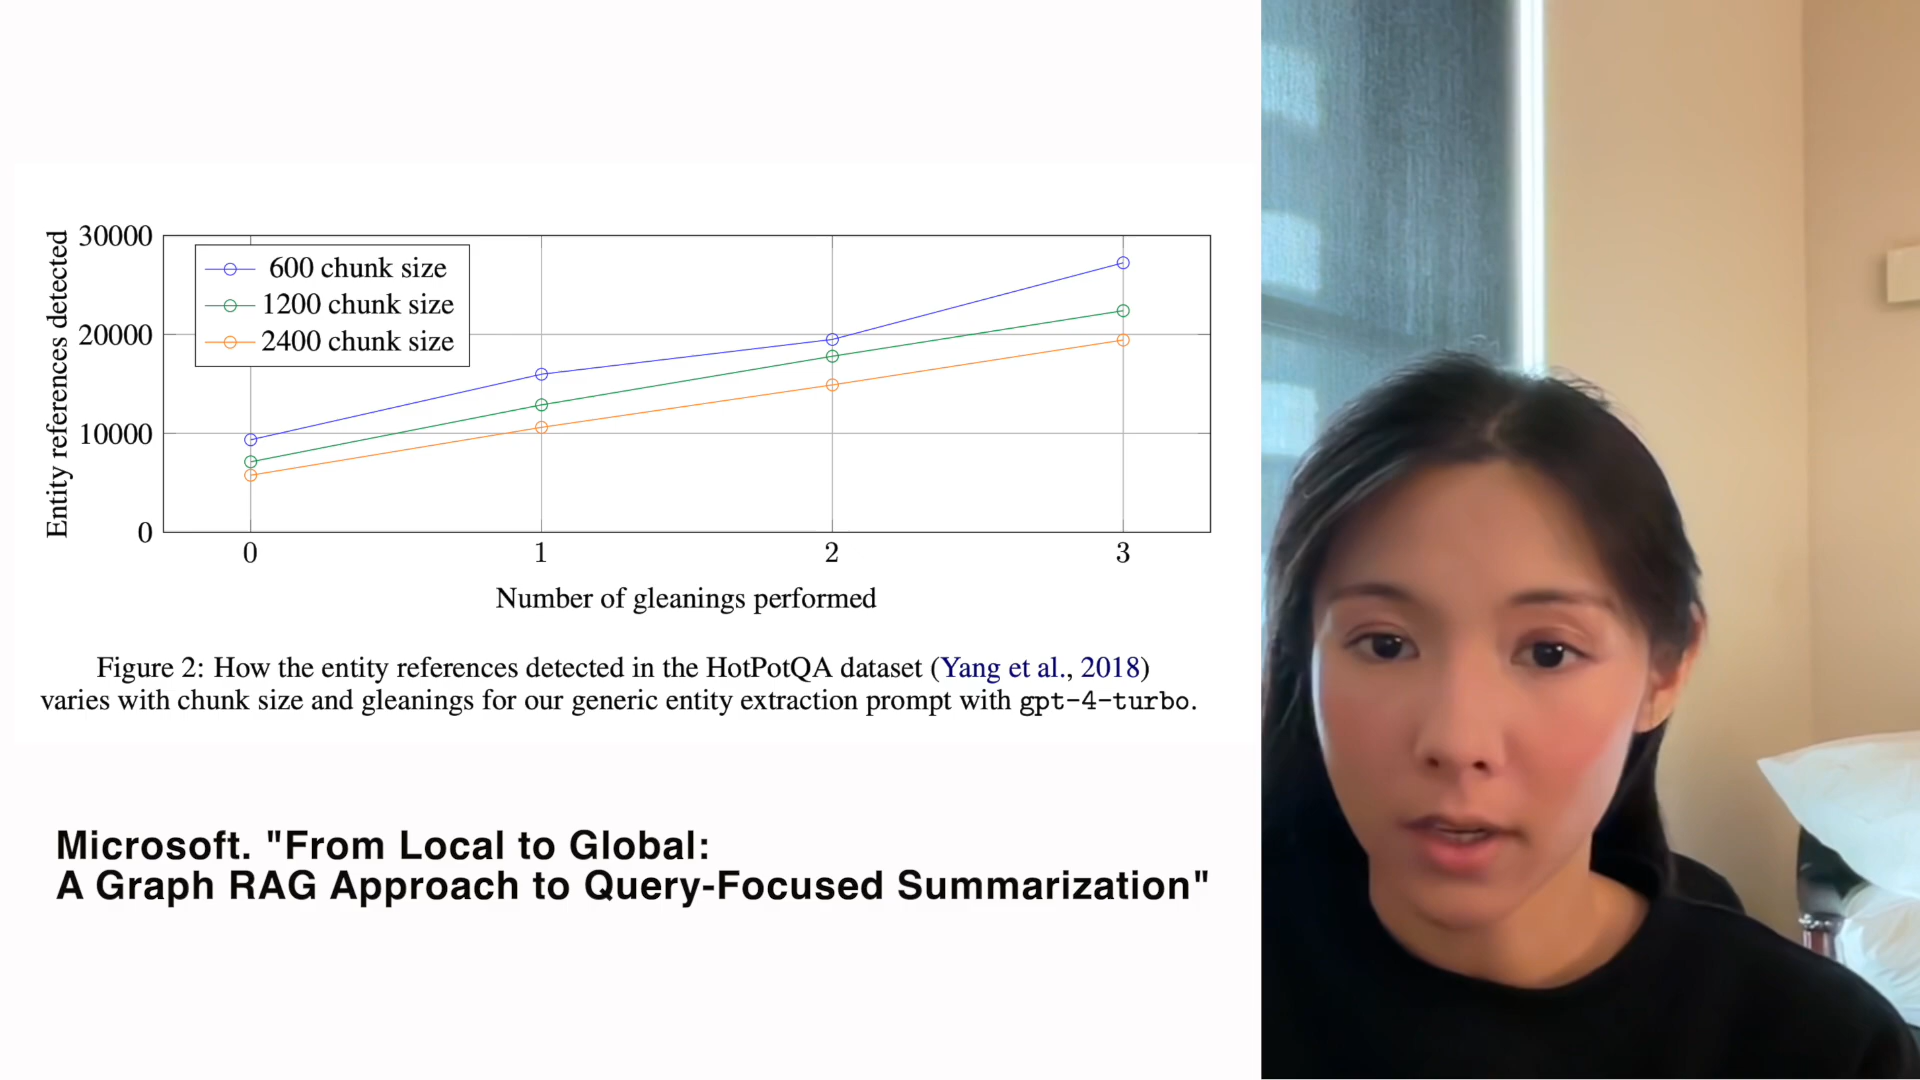 30000
20000
10000
0
Entity references detected
600 chunk size
1200 chunk size
2400 chunk size
0 1 2 3
Number of gleanings performed
Figure 2: How the entity references detected in the HotPotQA dataset (Yang et al., 2018)
varies with chunk size and gleanings for our generic entity extraction prompt with gpt-4-turbo.
Microsoft. "From Local to Global:
A Graph RAG Approach to Query-Focused Summarization"